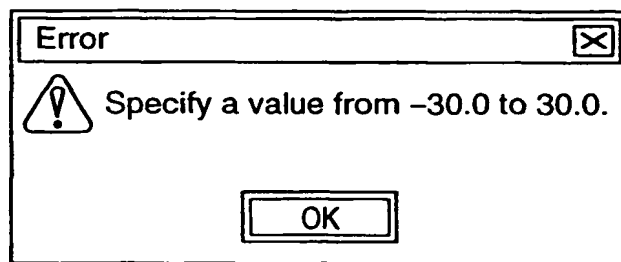 Error
Specify a value from –30.0 to 30.0.
OK